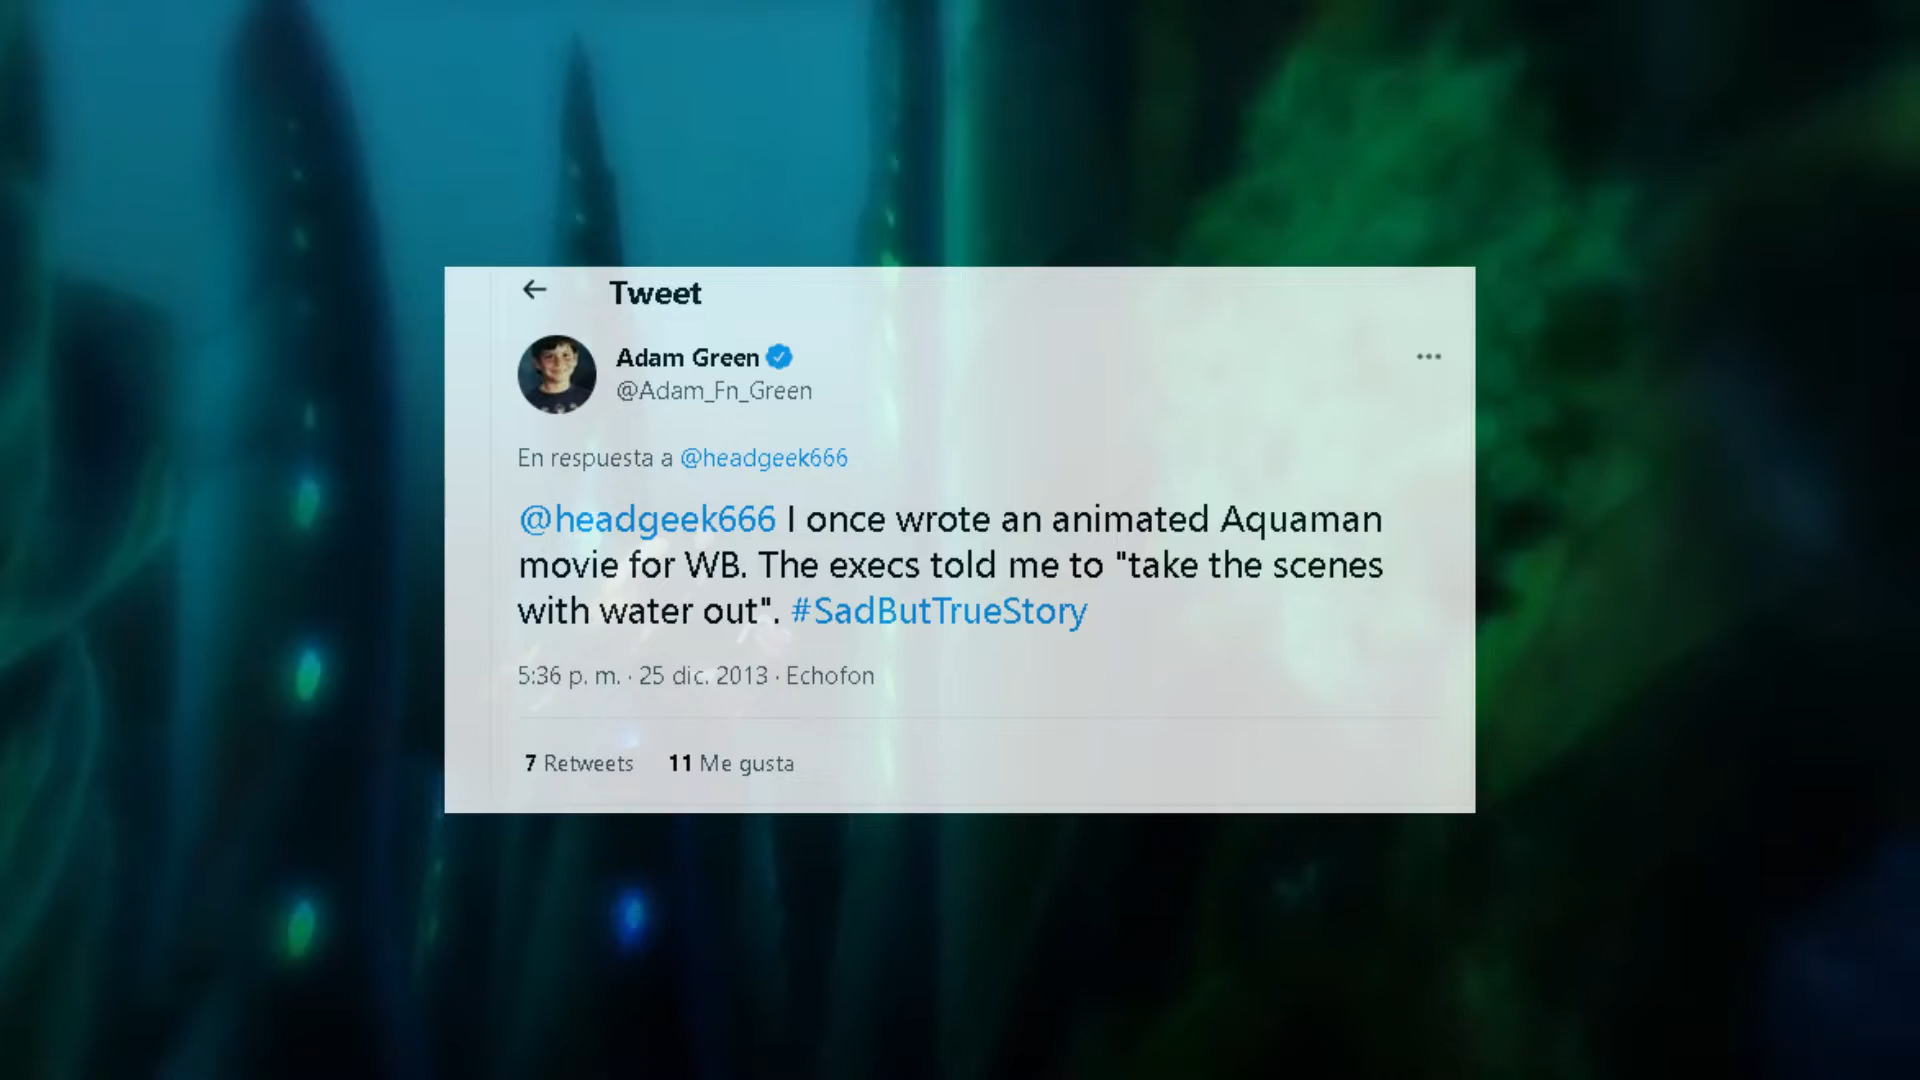 Tweet
Adam Green
@Adam_Fn_Green
En respuesta a @headgeek666
@headgeek666 I once wrote an animated Aquaman
movie for WB. The execs told me to "take the scenes
with water out". #SadButTrueStory
5:36 p. m. · 25 dic. 2013 · Echofon
7 Retweets 11 Me gusta